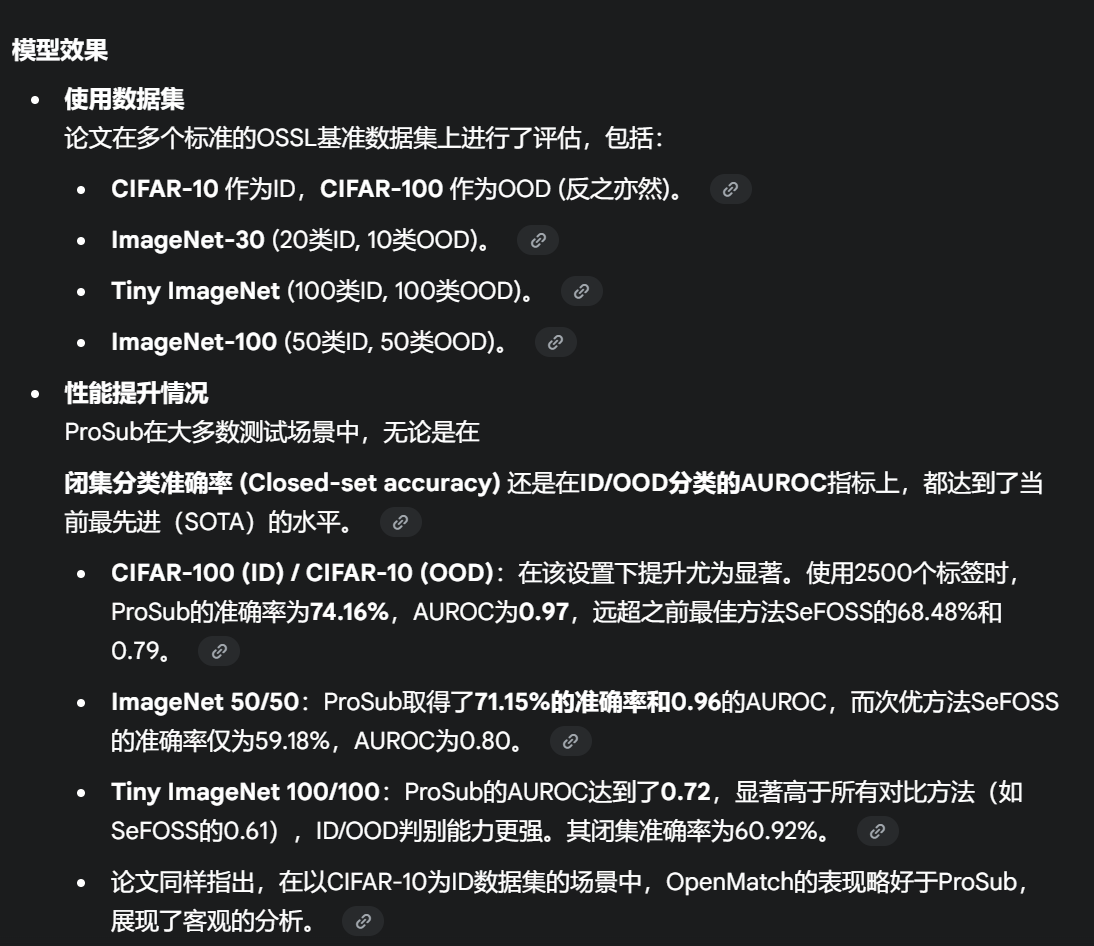 模型效果
使用数据集
论文在多个标准的OSSL基准数据集上进行了评估，包括：
CIFAR-10 作为ID，CIFAR-100 作为OOD (反之亦然)。
ImageNet-30 (20类ID, 10类OOD)。
Tiny ImageNet (100类ID, 100类OOD)。
ImageNet-100 (50类ID, 50类OOD)。
性能提升情况
ProSub在大多数测试场景中，无论是在
闭集分类准确率 (Closed-set accuracy) 还是在ID/OOD分类的AUROC指标上，都达到了当
前最先进（SOTA）的水平。
CIFAR-100 (ID) / CIFAR-10 (OOD)：在该设置下提升尤为显著。使用2500个标签时，
ProSub的准确率为74.16%，AUROC为0.97，远超之前最佳方法SeFOSS的68.48%和
0.79。
ImageNet 50/50：ProSub取得了71.15%的准确率和0.96的AUROC，而次优方法SeFOSS
的准确率仅为59.18%，AUROC为0.80。
Tiny ImageNet 100/100：ProSub的AUROC达到了0.72，显著高于所有对比方法（如
SeFOSS的0.61），ID/OOD判别能力更强。其闭集准确率为60.92%。
论文同样指出，在以CIFAR-10为ID数据集的场景中，OpenMatch的表现略好于ProSub，
展现了客观的分析。